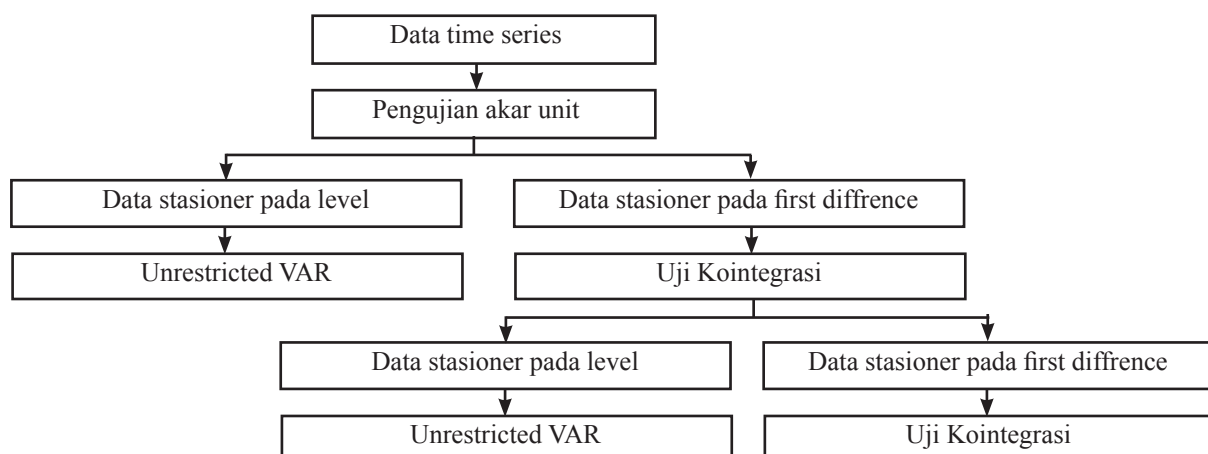 Data time series
Pengujian akar unit
Data stasioner pada level
Data stasioner pada first diffrence
Unrestricted VAR
Uji Kointegrasi
Data stasioner pada level
Data stasioner pada first diffrence
Unrestricted VAR
Uji Kointegrasi